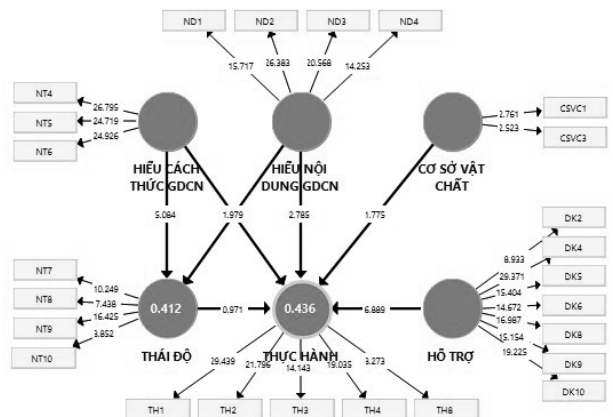 ND1 ND2 ND3 ND4
15.717 26.383 20.568 14.253
NT4
NT5
NT6
26.795
24.719
24.926
CSVC1
CSVC3
2.761
2.523
HIỂU CÁCH
THỨC GDCN
HIỂU NỘI
DUNG GDCN
CƠ SỞ VẬT
CHẤT
5.084 1.979 2.785 1.775
NT7
NT8
NT9
NT10
10.249
7.438
16.425
3.852
0.412
THÁI ĐỘ
0.971
0.436
THỰC HÀNH
6.889
HỖ TRỢ
DK2
DK4
DK5
DK6
DK8
DK9
DK10
8.933
29.371
15.404
14.672
16.987
15.154
19.225
29.439 21.796 14.143 19.035 3.273
TH1 TH2 TH3 TH4 TH8